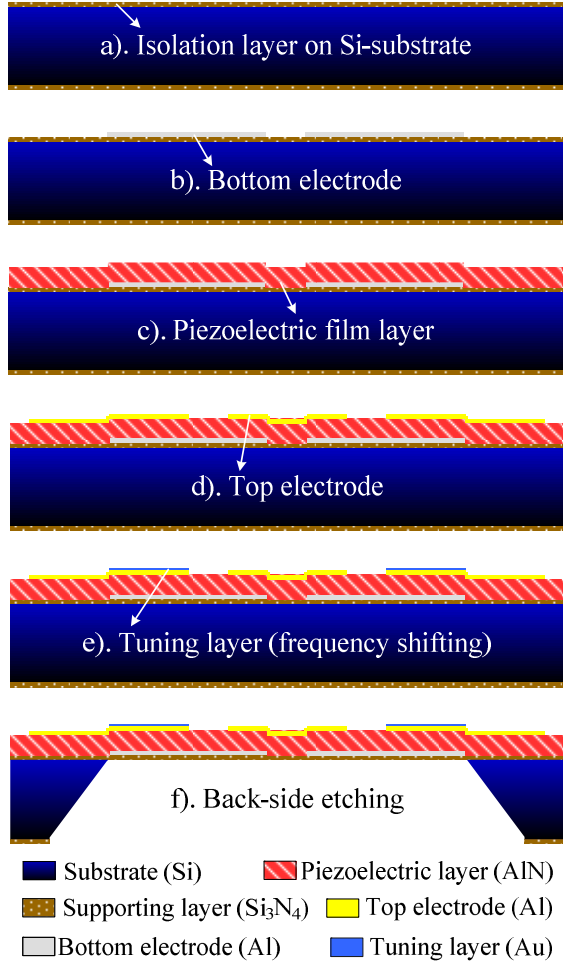 a). Isolation layer on Si-substrate
b). Bottom electrode
c). Piezoelectric film layer
d). Top electrode
e). Tuning layer (frequency shifting)
f). Back-side etching
Substrate (Si)
Piezoelectric layer (AlN)
Supporting layer (Si₃N₄)
Top electrode (Al)
Bottom electrode (Al)
Tuning layer (Au)